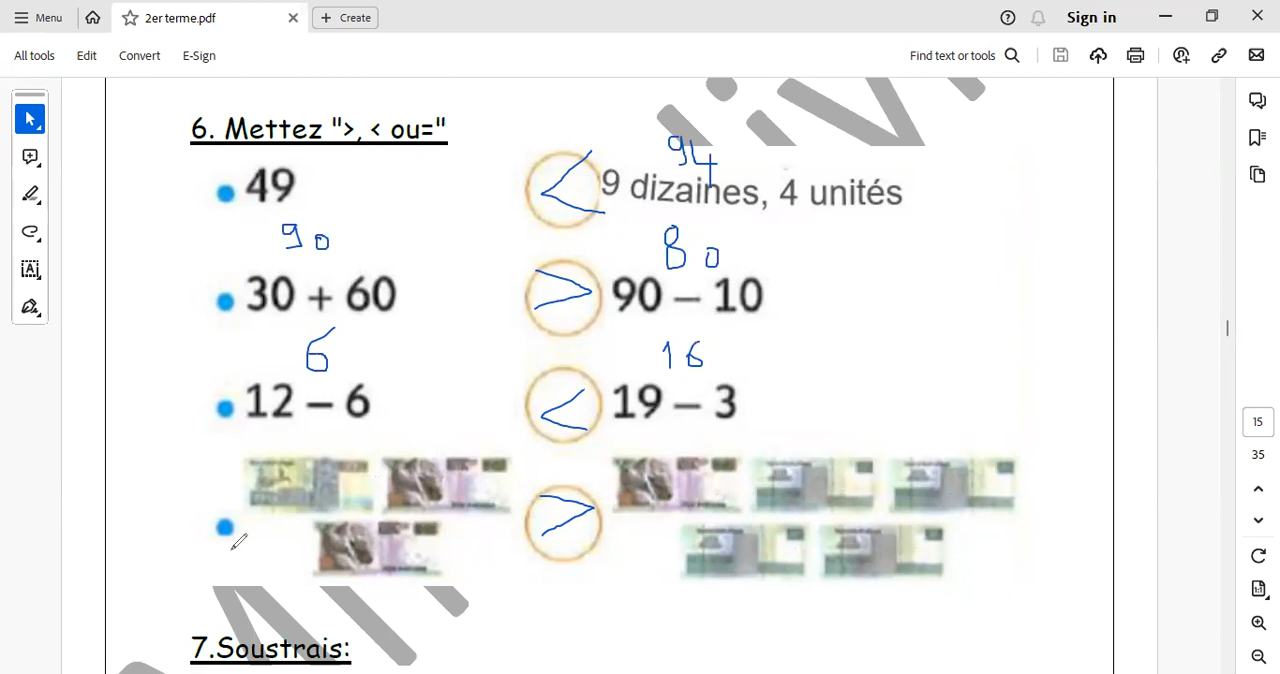 Menu
2er terme.pdf
Create
Sign in
All tools Edit Convert E-Sign
Find text or tools
6. Mettez ">, < ou="
94
49 < 9 dizaines, 4 unités
90 80
30 + 60 > 90 – 10
6 16
12 – 6 < 19 – 3
>
15
35
7.Soustrais: